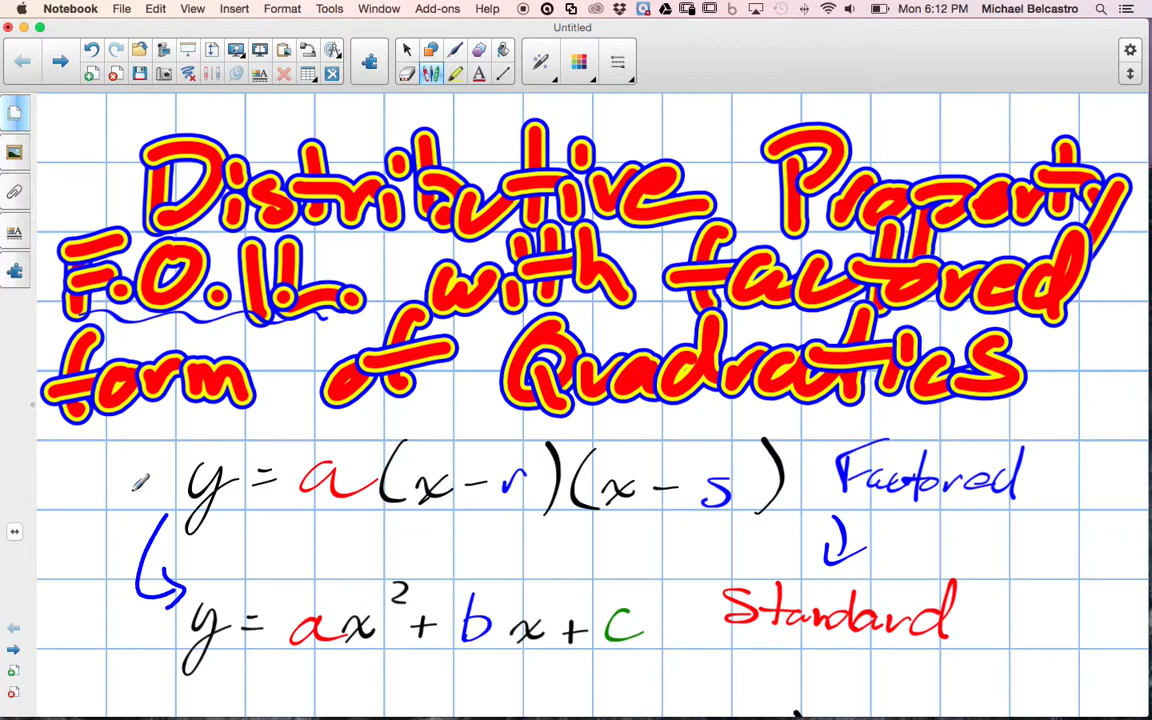 Notebook File Edit View Insert Format Tools Window Add-ons Help Mon 6:12 PM Michael Belcastro
Untitled
Distributive Property
F.O.I.L. with factored
form of Quadratics
y = a(x - r)(x - s) Factored
y = ax² + bx + c Standard